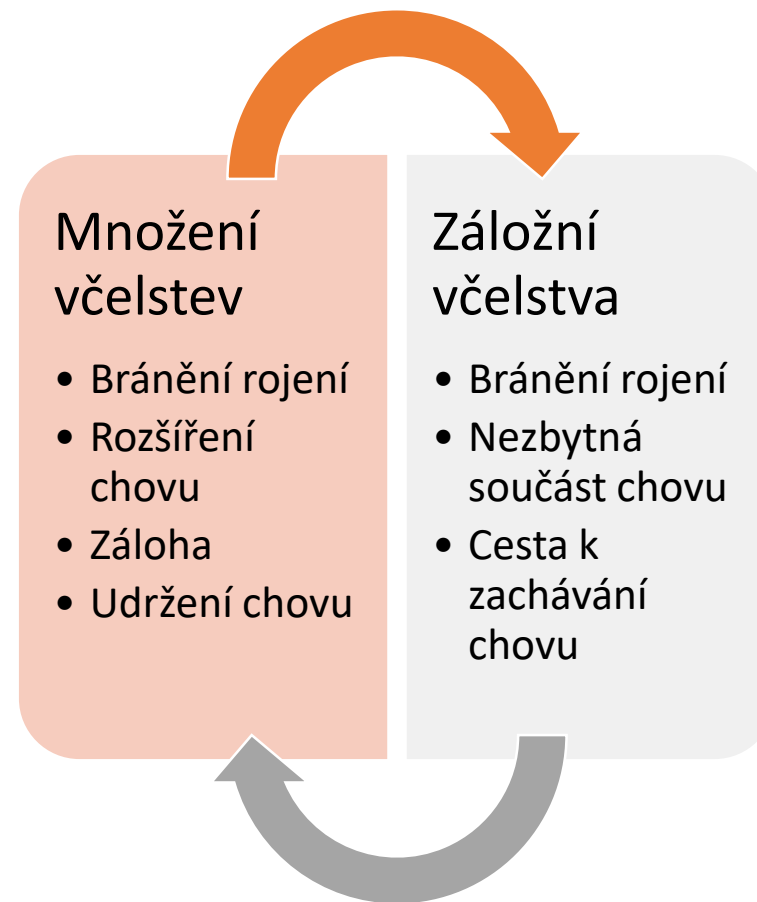 Množení
včelstev
• Bránění rojení
• Rozšíření
chovu
• Záloha
• Udržení chovu
Záložní
včelstva
• Bránění rojení
• Nezbytná
součást chovu
• Cesta k
zachávání
chovu